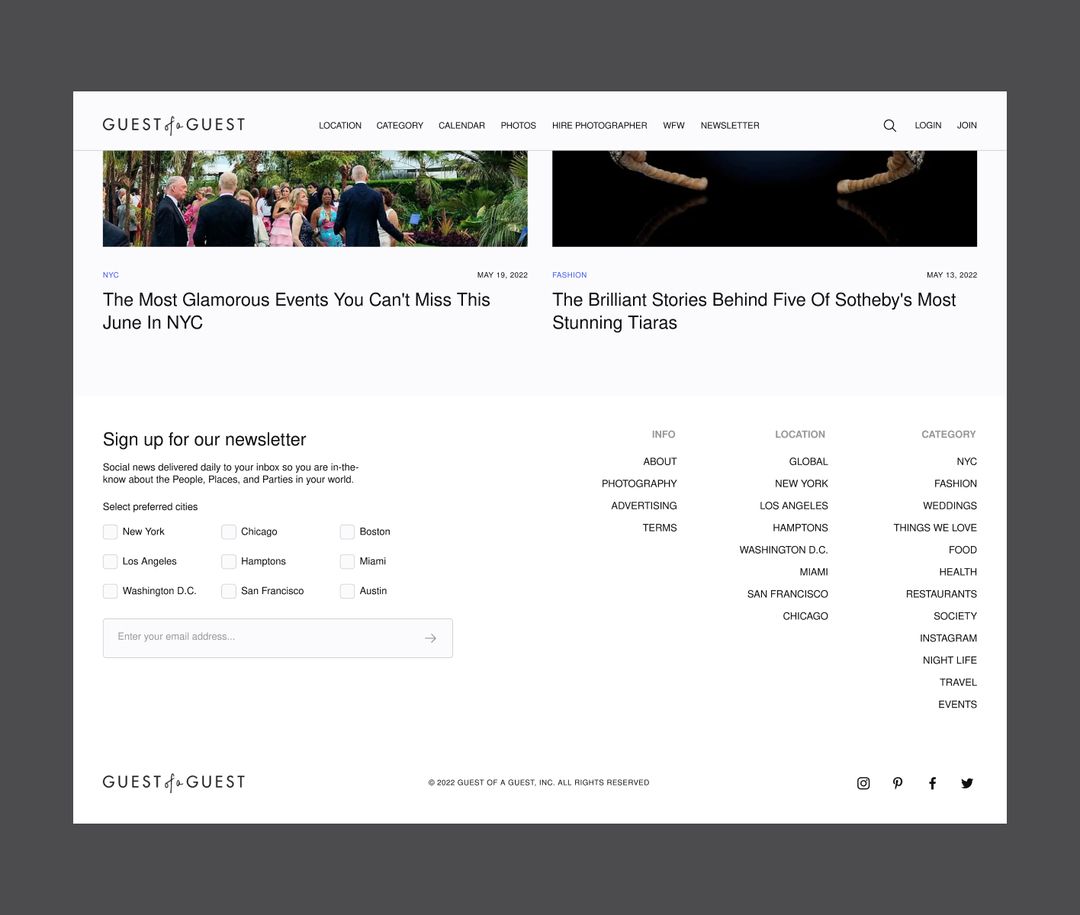 GUEST of a GUEST
LOCATION CATEGORY CALENDAR PHOTOS HIRE PHOTOGRAPHER WFW NEWSLETTER
LOGIN JOIN
NYC MAY 19, 2022
The Most Glamorous Events You Can't Miss This
June In NYC
FASHION MAY 13, 2022
The Brilliant Stories Behind Five Of Sotheby's Most
Stunning Tiaras
Sign up for our newsletter
Social news delivered daily to your inbox so you are in-the-
know about the People, Places, and Parties in your world.
Select preferred cities
New York Chicago Boston
Los Angeles Hamptons Miami
Washington D.C. San Francisco Austin
Enter your email address...
INFO
ABOUT
PHOTOGRAPHY
ADVERTISING
TERMS
LOCATION
GLOBAL
NEW YORK
LOS ANGELES
HAMPTONS
WASHINGTON D.C.
MIAMI
SAN FRANCISCO
CHICAGO
CATEGORY
NYC
FASHION
WEDDINGS
THINGS WE LOVE
FOOD
HEALTH
RESTAURANTS
SOCIETY
INSTAGRAM
NIGHT LIFE
TRAVEL
EVENTS
GUEST of a GUEST
© 2022 GUEST OF A GUEST, INC. ALL RIGHTS RESERVED